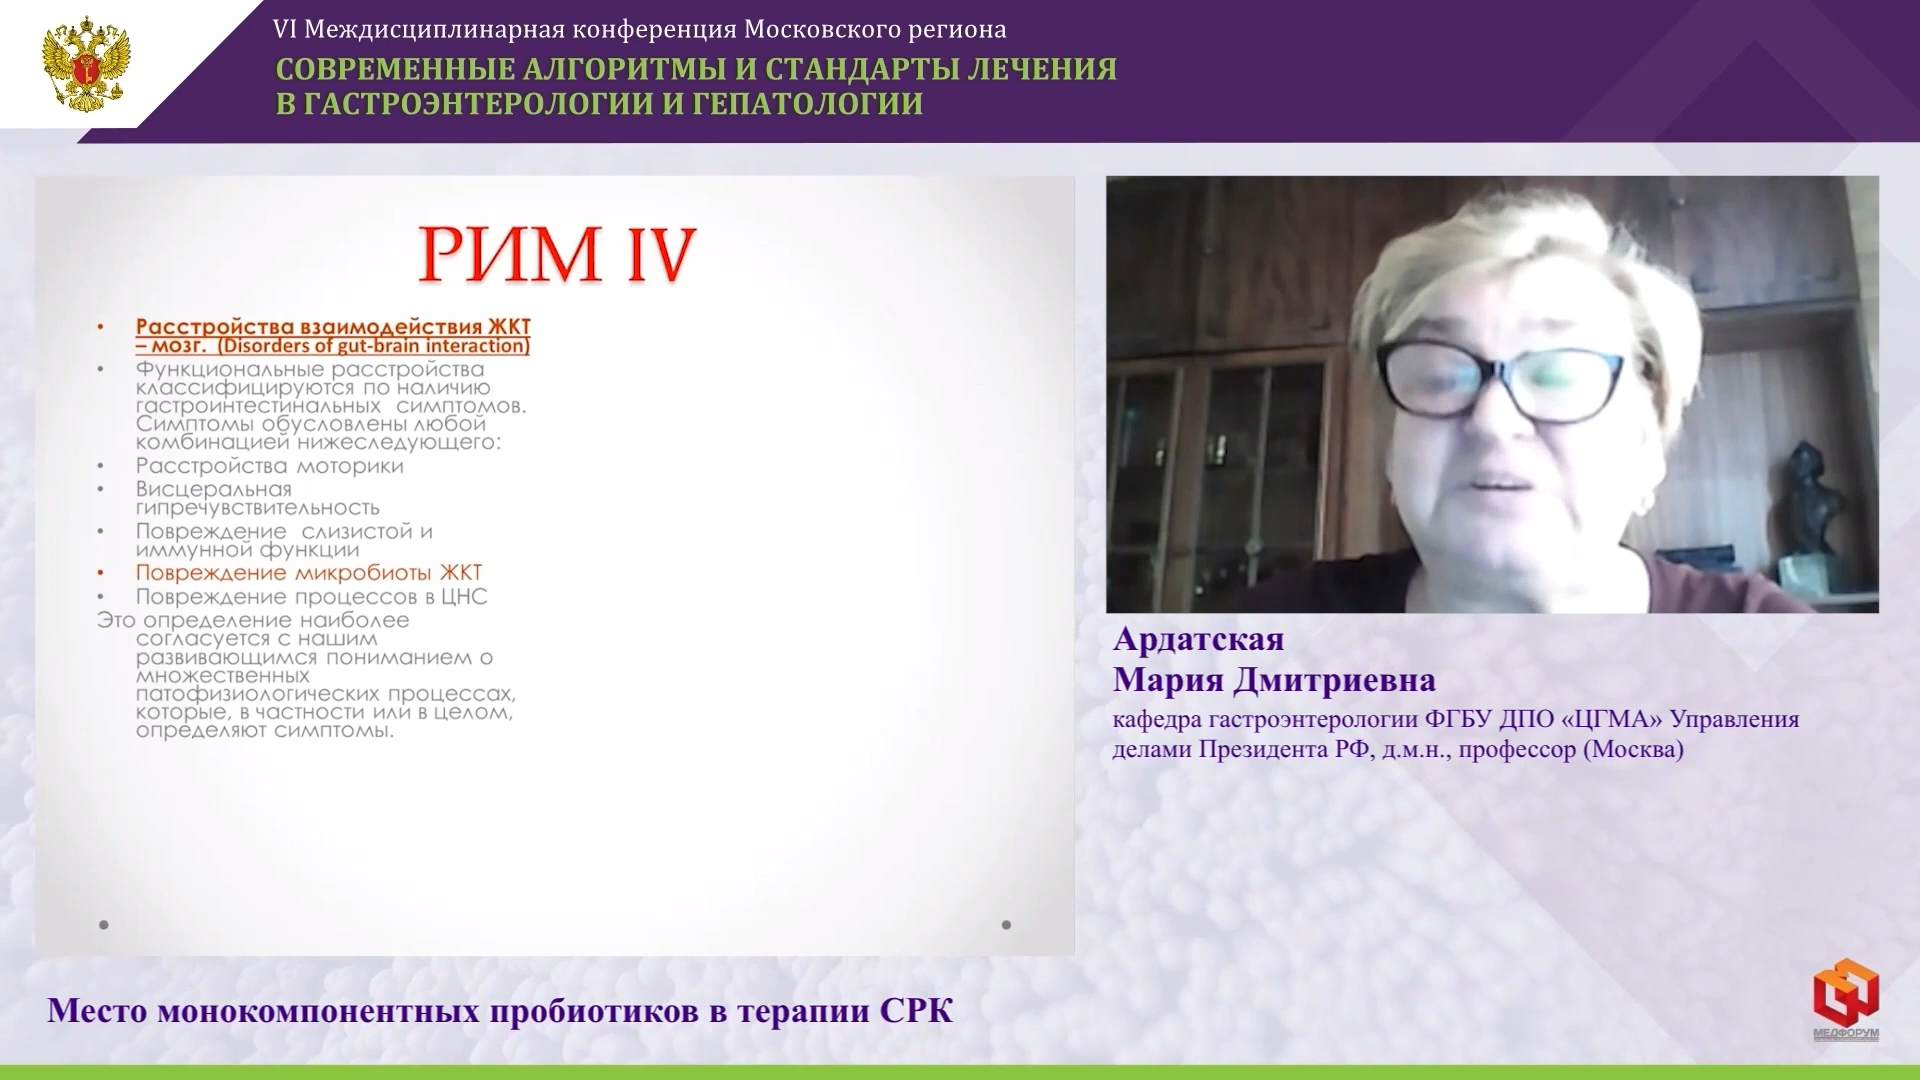 VI Междисциплинарная конференция Московского региона
СОВРЕМЕННЫЕ АЛГОРИТМЫ И СТАНДАРТЫ ЛЕЧЕНИЯ
В ГАСТРОЭНТЕРОЛОГИИ И ГЕПАТОЛОГИИ
РИМ IV
• Расстройства взаимодействия ЖКТ
– мозг. (Disorders of gut-brain interaction)
• Функциональные расстройства
классифицируются по наличию
гастроинтестинальных симптомов.
Симптомы обусловлены любой
комбинацией нижеследующего:
• Расстройства моторики
• Висцеральная
гипречувствительность
• Повреждение слизистой и
иммунной функции
• Повреждение микробиоты ЖКТ
• Повреждение процессов в ЦНС
Это определение наиболее
согласуется с нашим
развивающимся пониманием о
множественных
патофизиологических процессах,
которые, в частности или в целом,
определяют симптомы.
Ардатская
Мария Дмитриевна
кафедра гастроэнтерологии ФГБУ ДПО «ЦГМА» Управления
делами Президента РФ, д.м.н., профессор (Москва)
Место монокомпонентных пробиотиков в терапии СРК
МЕДФОРУМ